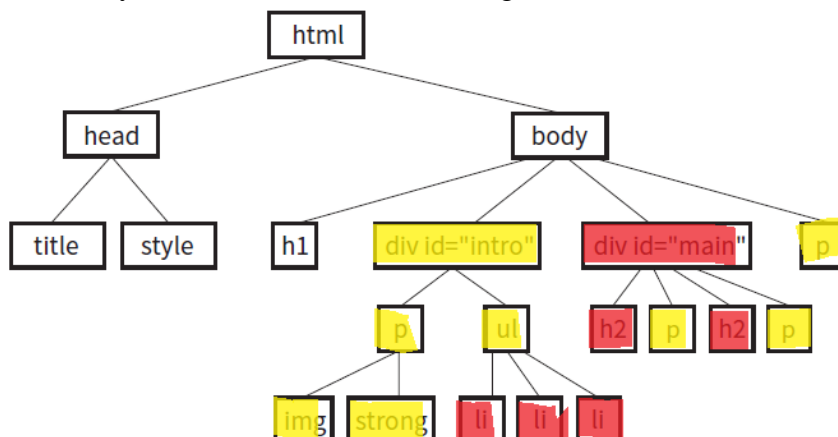 html
head body
title style h1 div id="intro" div id="main" p
p ul h2 p h2 p
img strong li li li